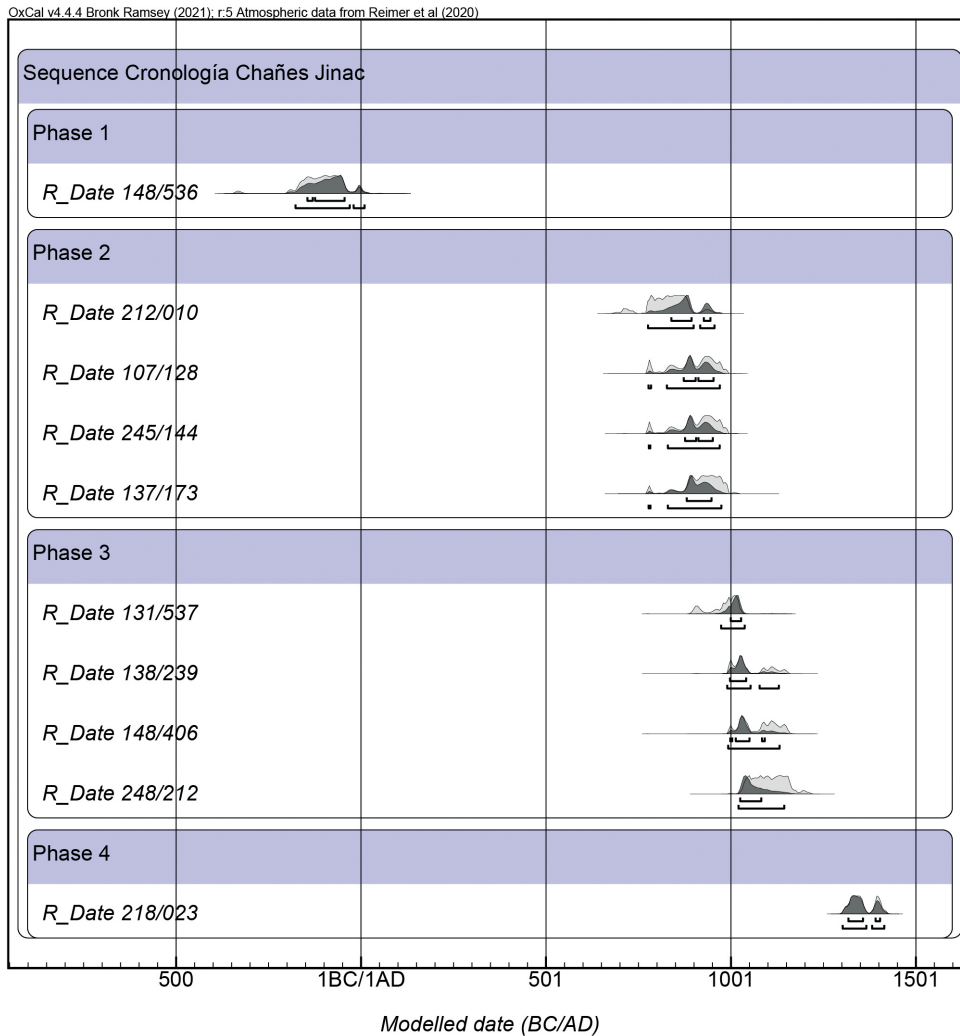 OxCal v4.4.4 Bronk Ramsey (2021); r:5 Atmospheric data from Reimer et al (2020)
Sequence Cronología Chañes Jinac
Phase 1
R_Date 148/536
Phase 2
R_Date 212/010
R_Date 107/128
R_Date 245/144
R_Date 137/173
Phase 3
R_Date 131/537
R_Date 138/239
R_Date 148/406
R_Date 248/212
Phase 4
R_Date 218/023
500 1BC/1AD 501 1001 1501
Modelled date (BC/AD)